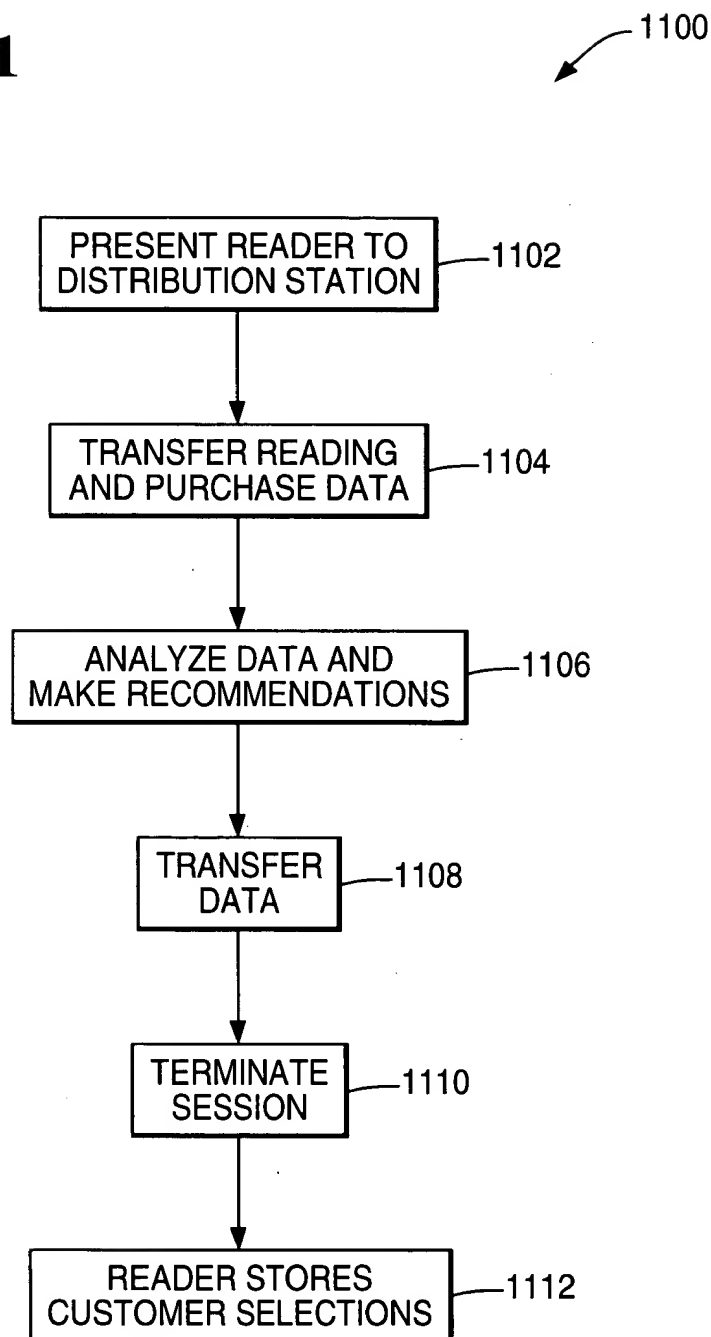 1
1100
PRESENT READER TO
DISTRIBUTION STATION
1102
TRANSFER READING
AND PURCHASE DATA
1104
ANALYZE DATA AND
MAKE RECOMMENDATIONS
1106
TRANSFER
DATA
1108
TERMINATE
SESSION
1110
READER STORES
CUSTOMER SELECTIONS
1112